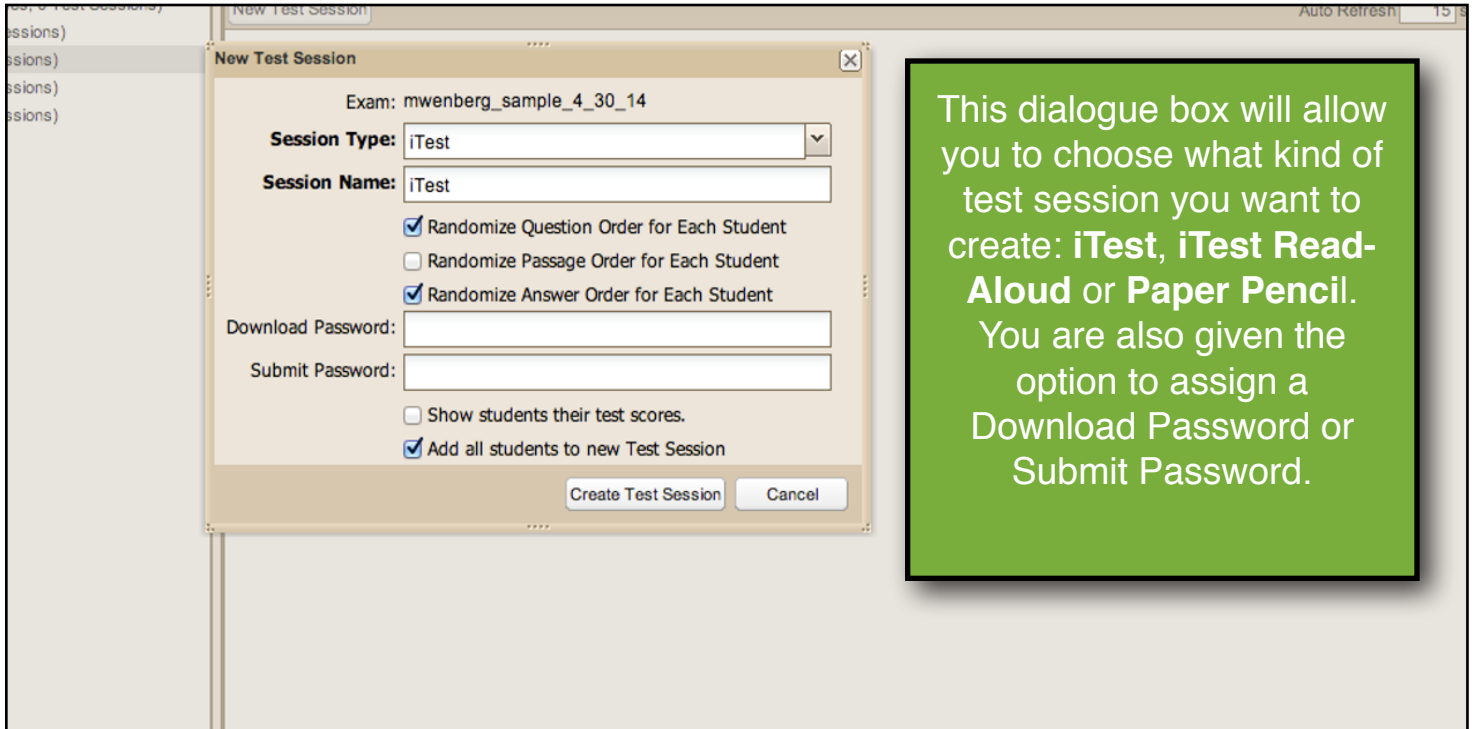 New Test Session
Auto Refresh 15
essions)
ssions)
ssions)
ssions)
New Test Session
Exam: mwenberg_sample_4_30_14
Session Type: iTest
Session Name: iTest
Randomize Question Order for Each Student
Randomize Passage Order for Each Student
Randomize Answer Order for Each Student
Download Password:
Submit Password:
Show students their test scores.
Add all students to new Test Session
Create Test Session Cancel
This dialogue box will allow
you to choose what kind of
test session you want to
create: iTest, iTest Read-
Aloud or Paper Pencil.
You are also given the
option to assign a
Download Password or
Submit Password.